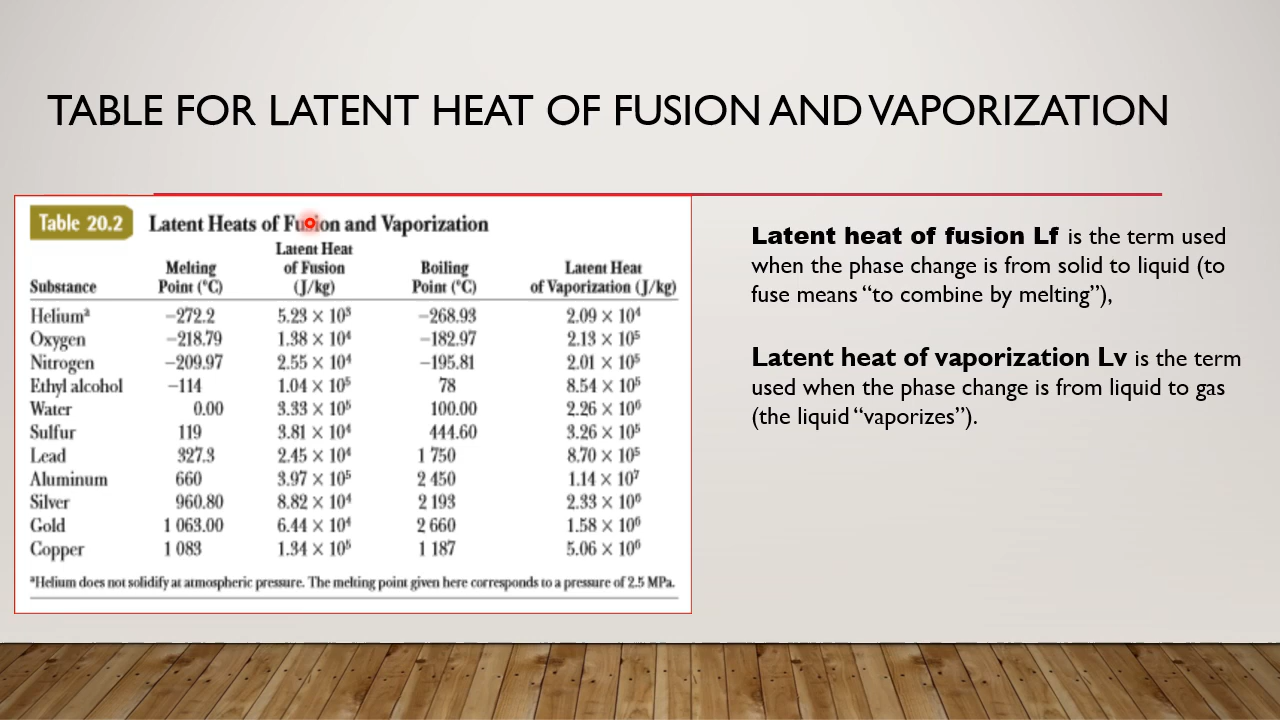 TABLE FOR LATENT HEAT OF FUSION AND VAPORIZATION
Table 20.2 Latent Heats of Fusion and Vaporization
Latent Heat
Melting of Fusion Boiling Latent Heat
Substance Point (°C) (J/kg) Point (°C) of Vaporization (J/kg)
Heliumᵃ −272.2 5.23 × 10⁵ −268.93 2.09 × 10⁴
Oxygen −218.79 1.38 × 10⁴ −182.97 2.13 × 10⁵
Nitrogen −209.97 2.55 × 10⁴ −195.81 2.01 × 10⁵
Ethyl alcohol −114 1.04 × 10⁵ 78 8.54 × 10⁵
Water 0.00 3.33 × 10⁵ 100.00 2.26 × 10⁶
Sulfur 119 3.81 × 10⁴ 444.60 3.26 × 10⁵
Lead 327.3 2.45 × 10⁴ 1 750 8.70 × 10⁵
Aluminum 660 3.97 × 10⁵ 2 450 1.14 × 10⁷
Silver 960.80 8.82 × 10⁴ 2 193 2.33 × 10⁶
Gold 1 063.00 6.44 × 10⁴ 2 660 1.58 × 10⁶
Copper 1 083 1.34 × 10⁵ 1 187 5.06 × 10⁶
ᵃHelium does not solidify at atmospheric pressure. The melting point given here corresponds to a pressure of 2.5 MPa.
Latent heat of fusion Lf is the term used
when the phase change is from solid to liquid (to
fuse means “to combine by melting”),
Latent heat of vaporization Lv is the term
used when the phase change is from liquid to gas
(the liquid “vaporizes”).